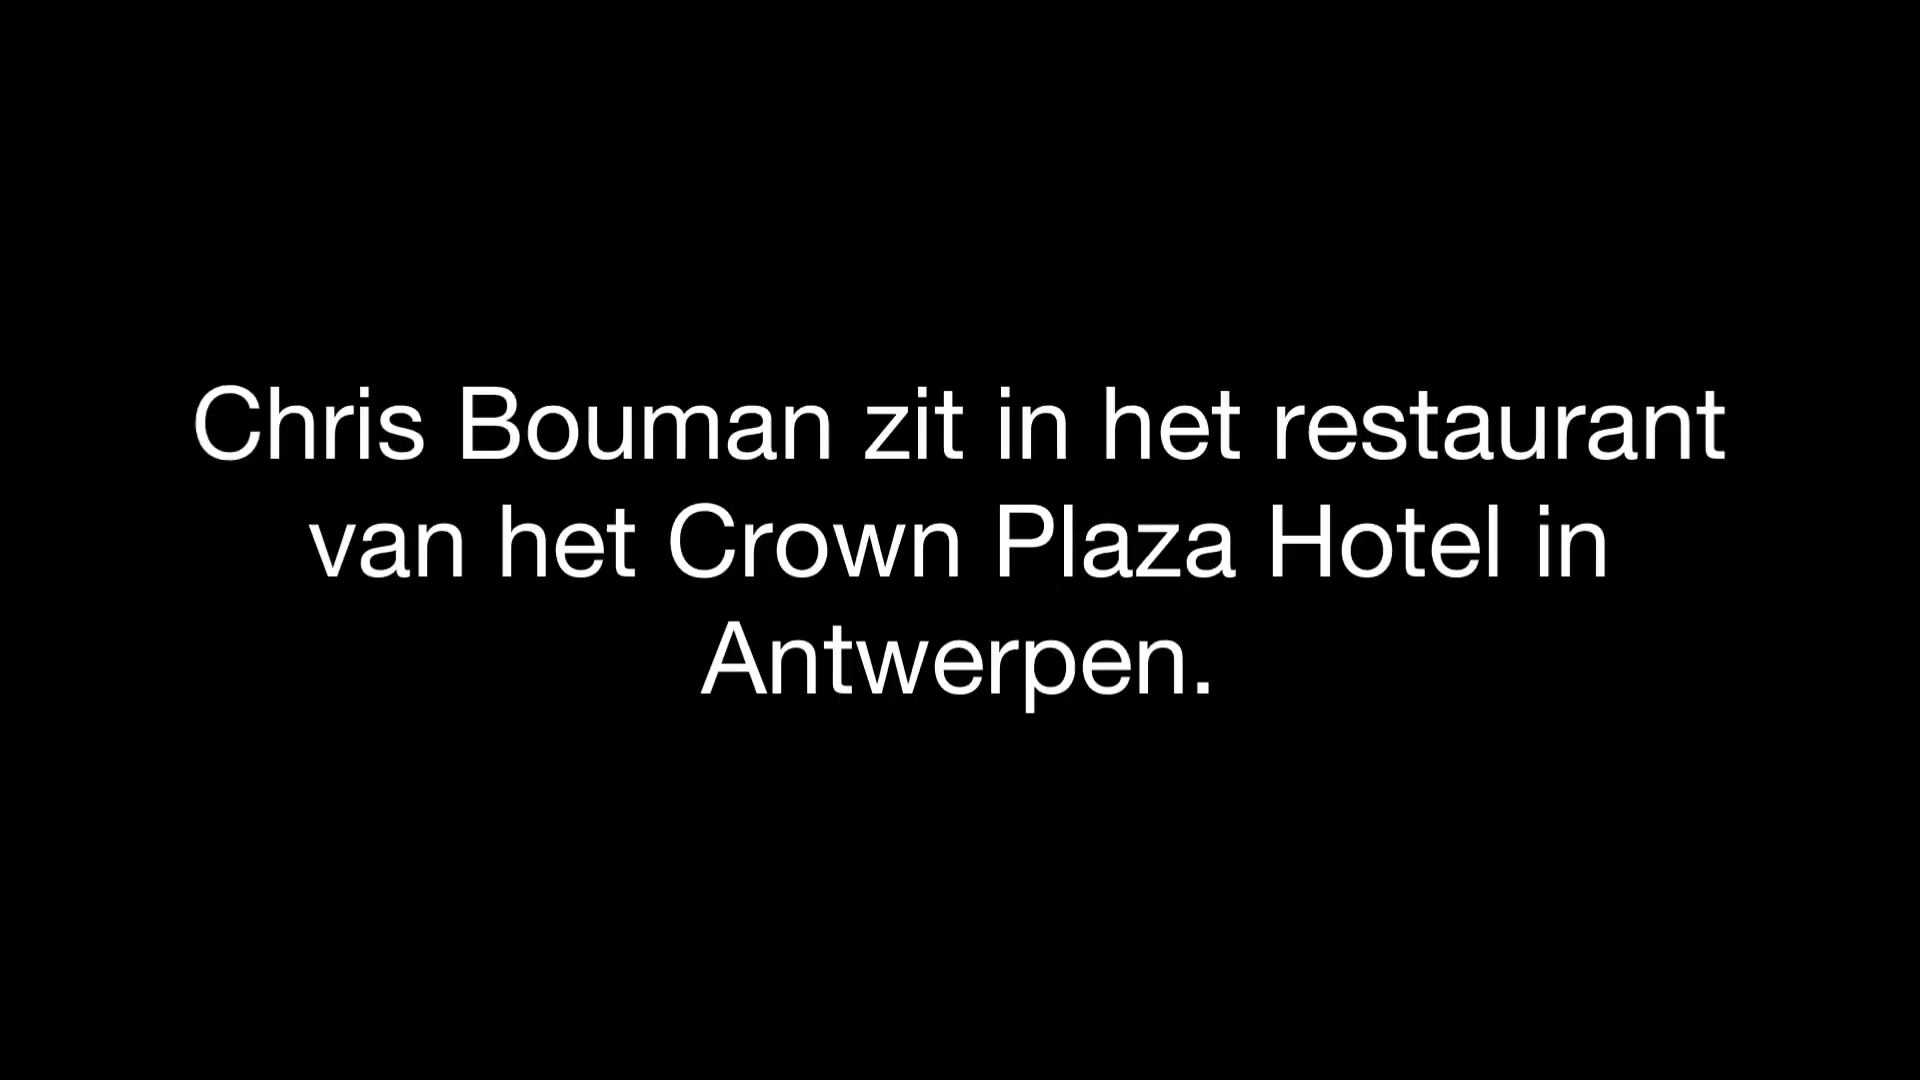 Chris Bouman zit in het restaurant
van het Crown Plaza Hotel in
Antwerpen.